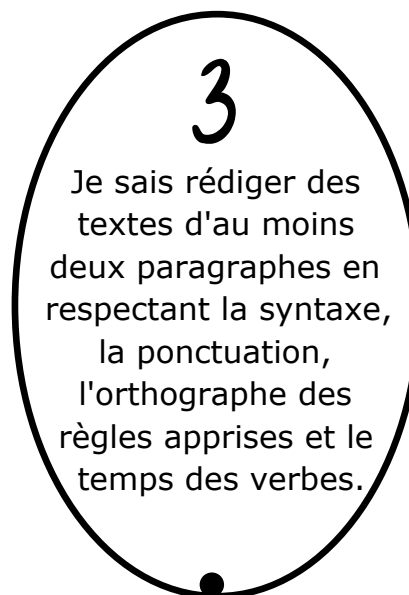 3
Je sais rédiger des
textes d'au moins
deux paragraphes en
respectant la syntaxe,
la ponctuation,
l'orthographe des
règles apprises et le
temps des verbes.